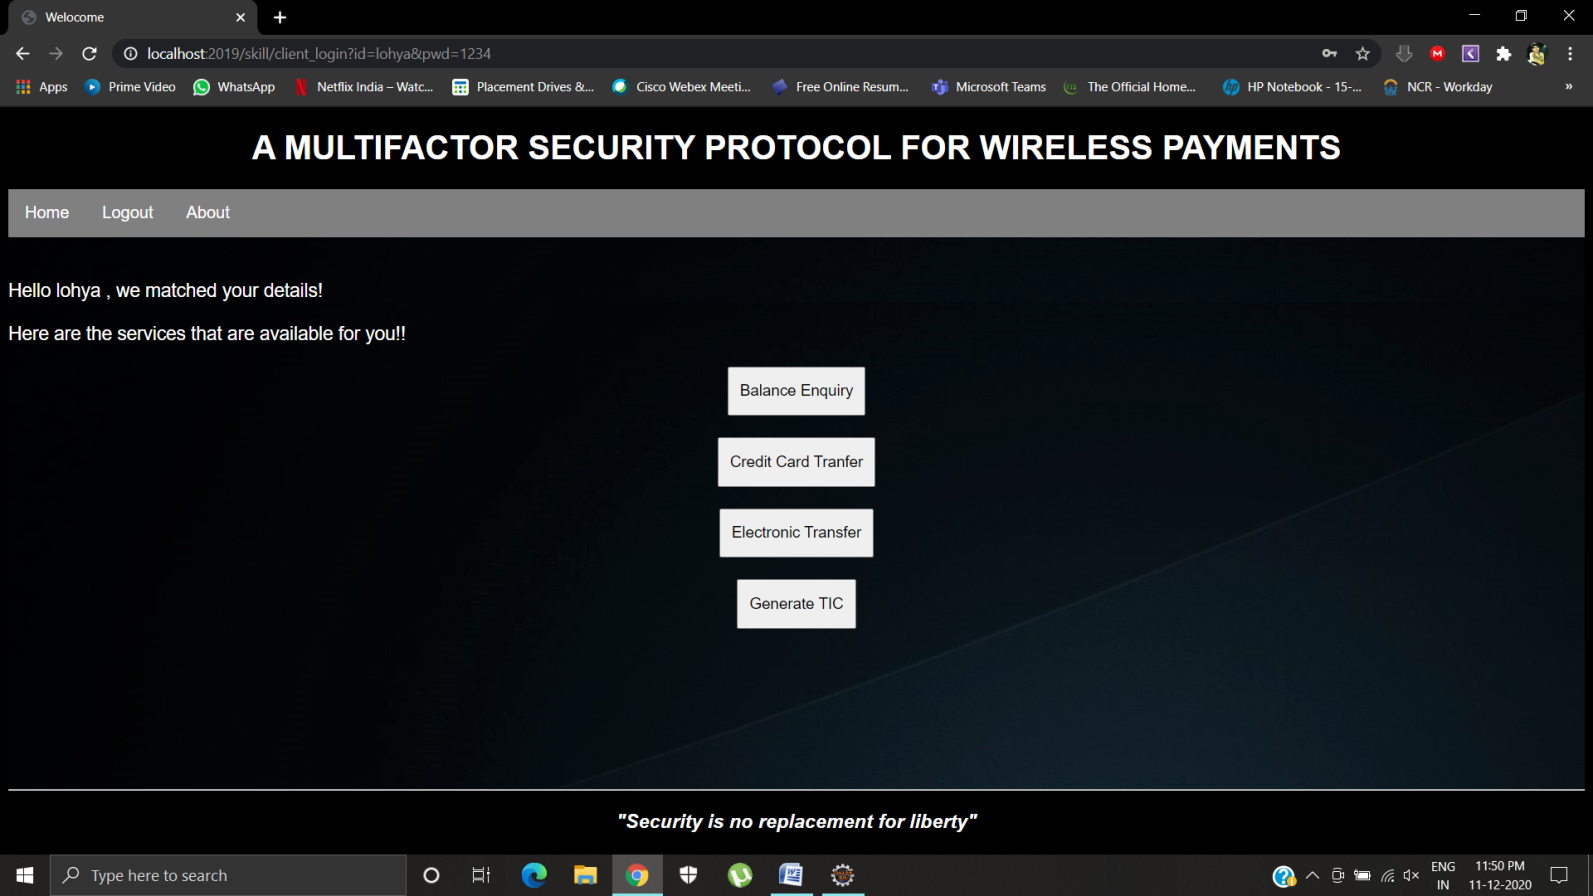 Welocome
localhost:2019/skill/client_login?id=lohya&pwd=1234
Apps Prime Video WhatsApp Netflix India – Watc... Placement Drives &... Cisco Webex Meeti... Free Online Resum... Microsoft Teams The Official Home... HP Notebook - 15-... NCR - Workday »
A MULTIFACTOR SECURITY PROTOCOL FOR WIRELESS PAYMENTS
Home Logout About
Hello lohya , we matched your details!
Here are the services that are available for you!!
Balance Enquiry
Credit Card Tranfer
Electronic Transfer
Generate TIC
"Security is no replacement for liberty"
Type here to search
ENG 11:50 PM
IN 11-12-2020